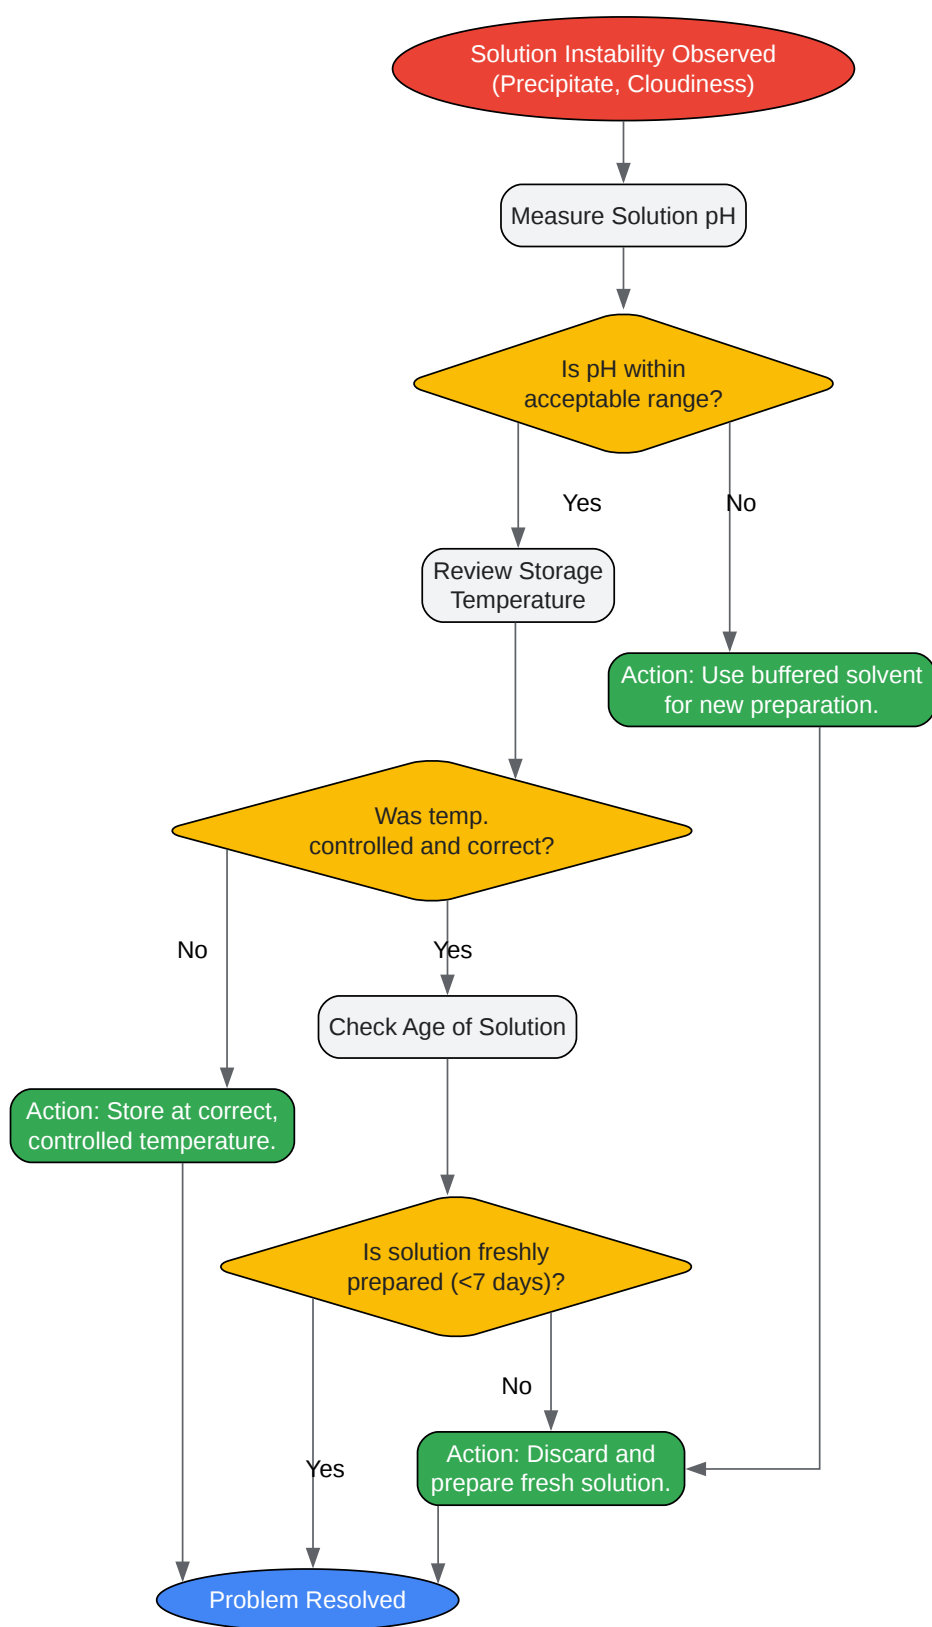 Solution Instability Observed
(Precipitate, Cloudiness)
Measure Solution pH
Is pH within
acceptable range?
Yes
No
Review Storage
Temperature
Action: Use buffered solvent
for new preparation.
Was temp.
controlled and correct?
No
Yes
Check Age of Solution
Action: Store at correct,
controlled temperature.
Is solution freshly
prepared (<7 days)?
No
Yes
Action: Discard and
prepare fresh solution.
Problem Resolved